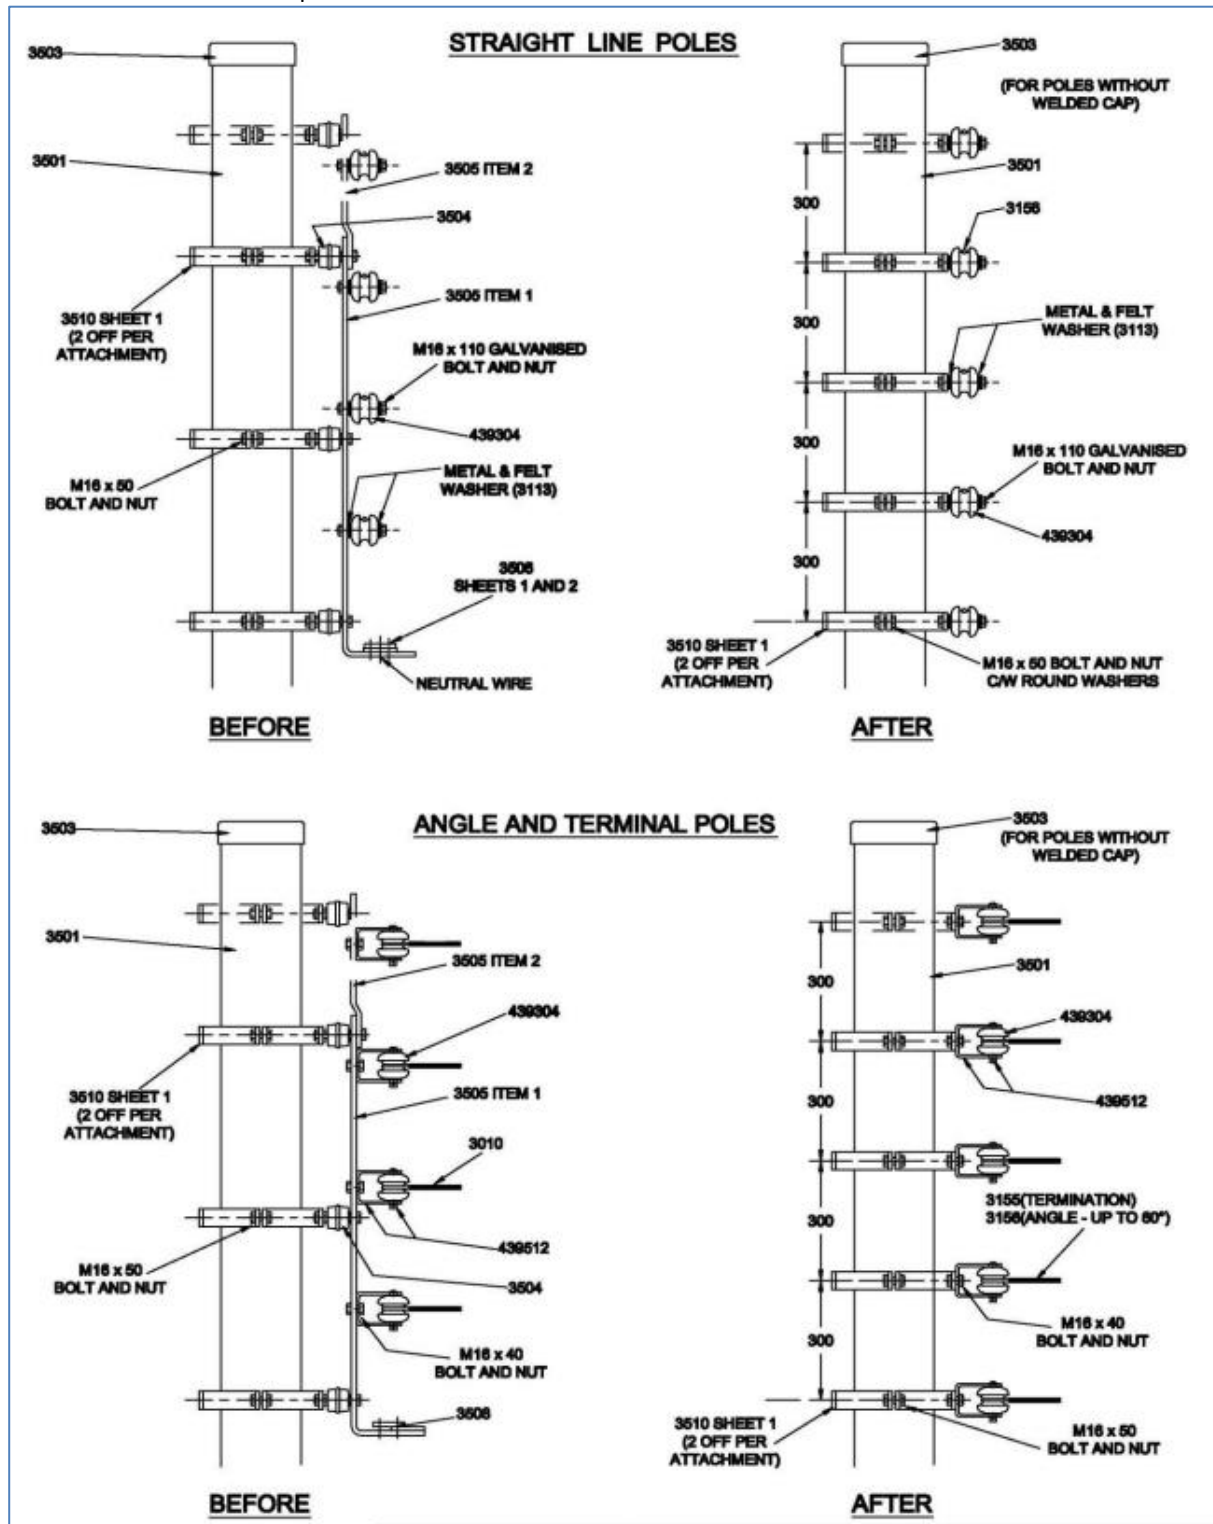 STRAIGHT LINE POLES
3503
3501
3505 ITEM 2
3504
3510 SHEET 1
(2 OFF PER
ATTACHMENT)
3505 ITEM 1
M16 x 110 GALVANISED
BOLT AND NUT
439304
M16 x 50
BOLT AND NUT
METAL & FELT
WASHER (3113)
3506
SHEETS 1 AND 2
NEUTRAL WIRE
BEFORE
3503
(FOR POLES WITHOUT
WELDED CAP)
3501
300
3156
300
METAL & FELT
WASHER (3113)
300
M16 x 110 GALVANISED
BOLT AND NUT
439304
300
3510 SHEET 1
(2 OFF PER
ATTACHMENT)
M16 x 50 BOLT AND NUT
C/W ROUND WASHERS
AFTER
ANGLE AND TERMINAL POLES
3503
3501
3505 ITEM 2
439304
3510 SHEET 1
(2 OFF PER
ATTACHMENT)
3505 ITEM 1
3010
439512
M16 x 50
BOLT AND NUT
3504
M16 x 40
BOLT AND NUT
3506
BEFORE
3503
(FOR POLES WITHOUT
WELDED CAP)
3501
300
439304
439512
300
3155(TERMINATION)
3156(ANGLE - UP TO 60°)
300
M16 x 40
BOLT AND NUT
300
3510 SHEET 1
(2 OFF PER
ATTACHMENT)
M16 x 50
BOLT AND NUT
AFTER